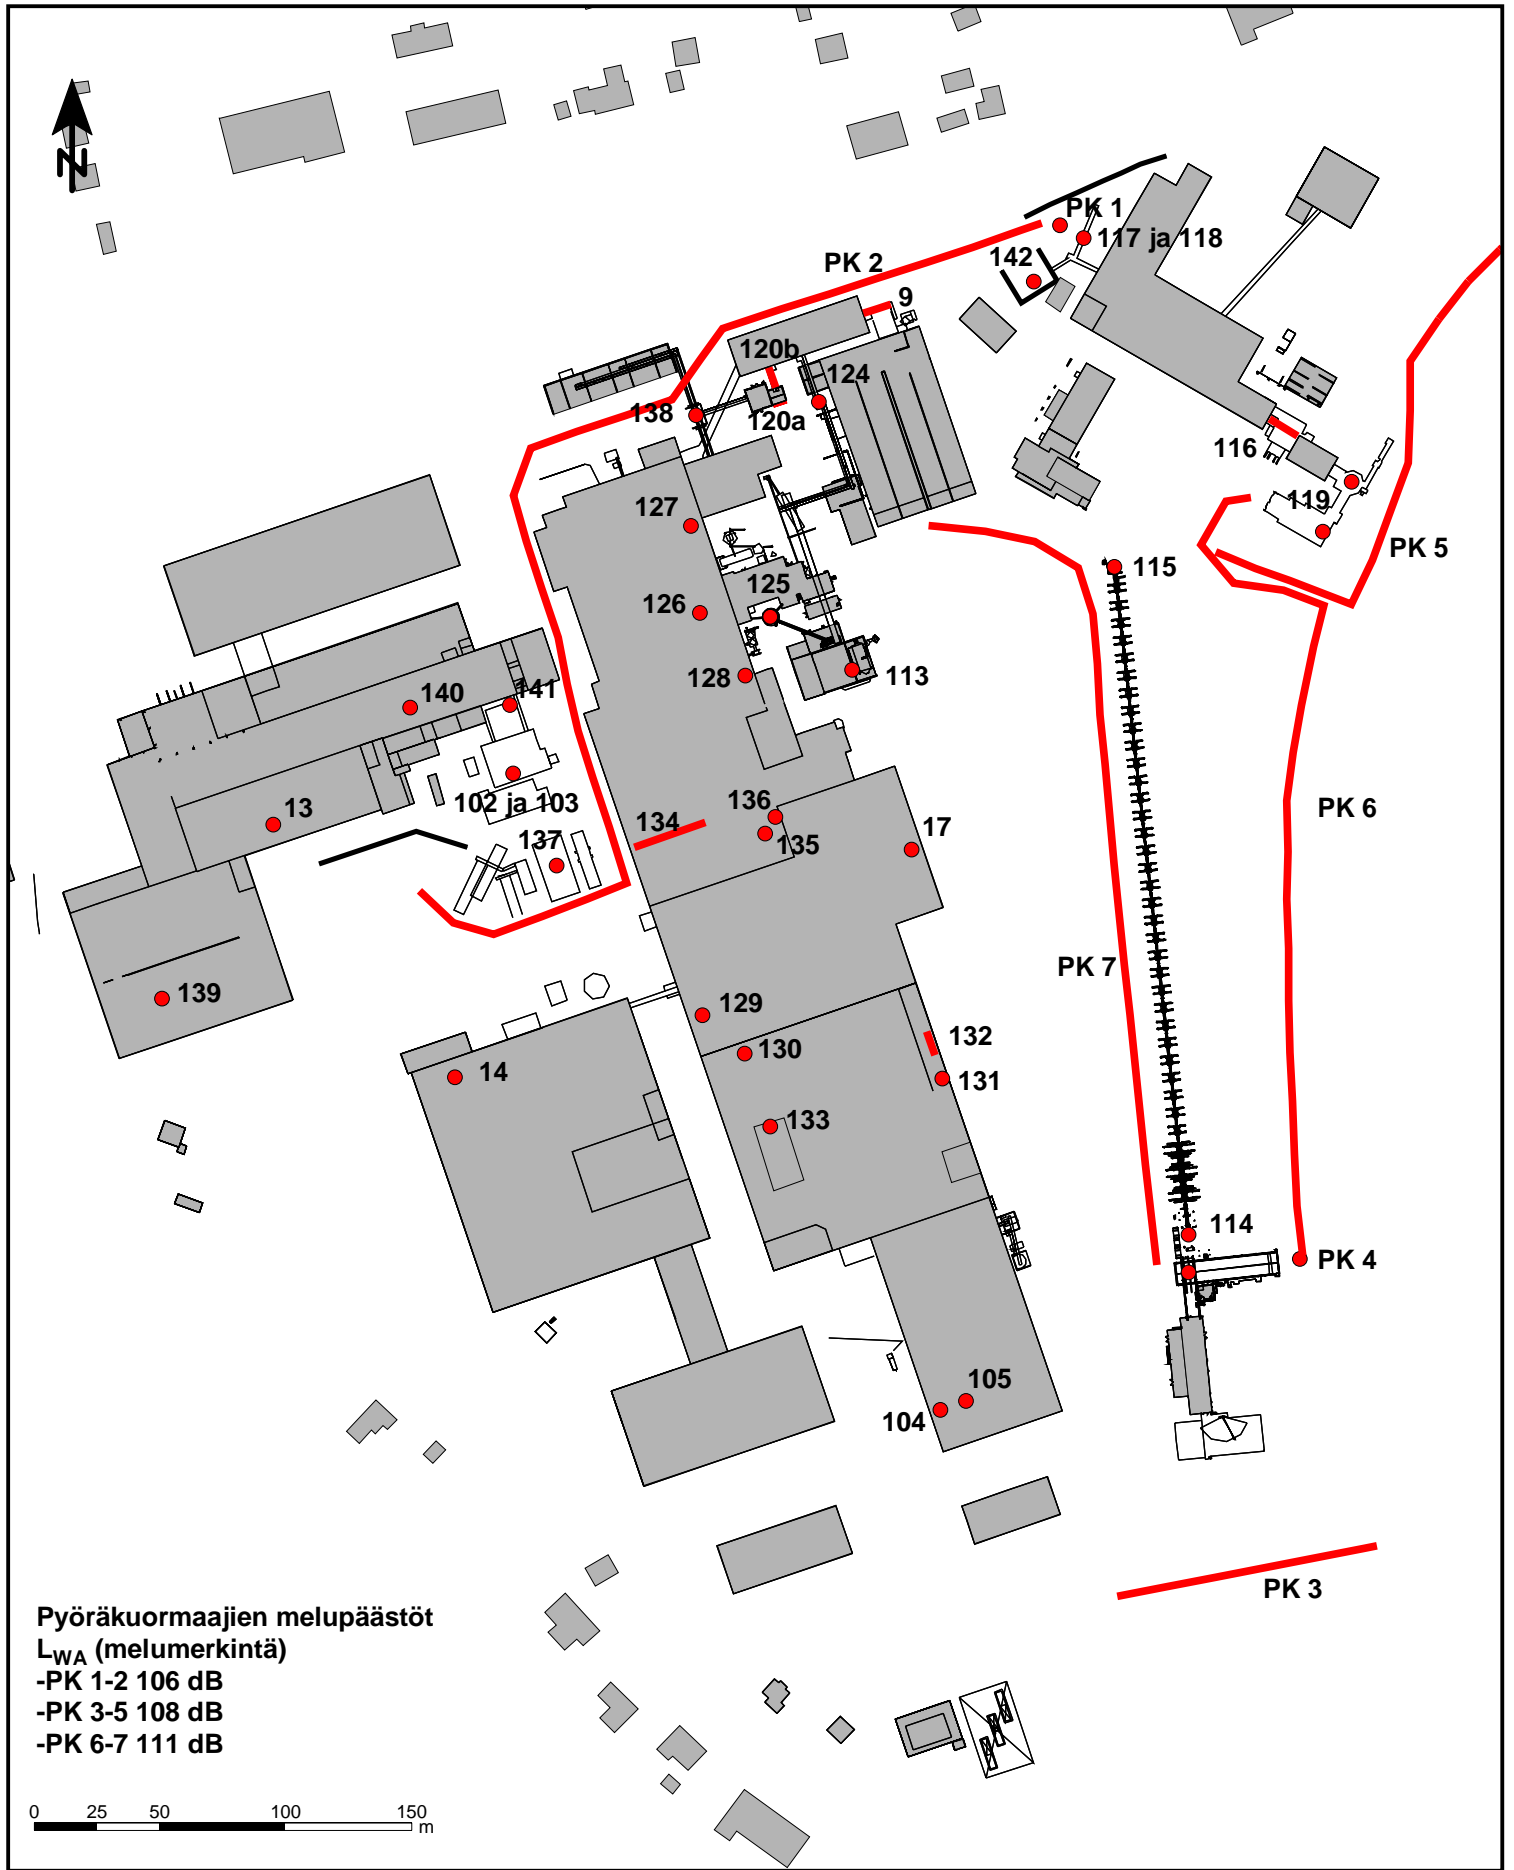 N
PK 1
117 ja 118
PK 2
142
9
120b
124
138
120a
116
119
127
PK 5
115
125
126
128
113
140
141
PK 6
102 ja 103
136
13
134
17
135
137
PK 7
139
129
132
130
14
131
133
114
PK 4
105
104
PK 3
Pyöräkuormaajien melupäästöt
LWA (melumerkintä)
-PK 1-2 106 dB
-PK 3-5 108 dB
-PK 6-7 111 dB
0 25 50 100 150
m